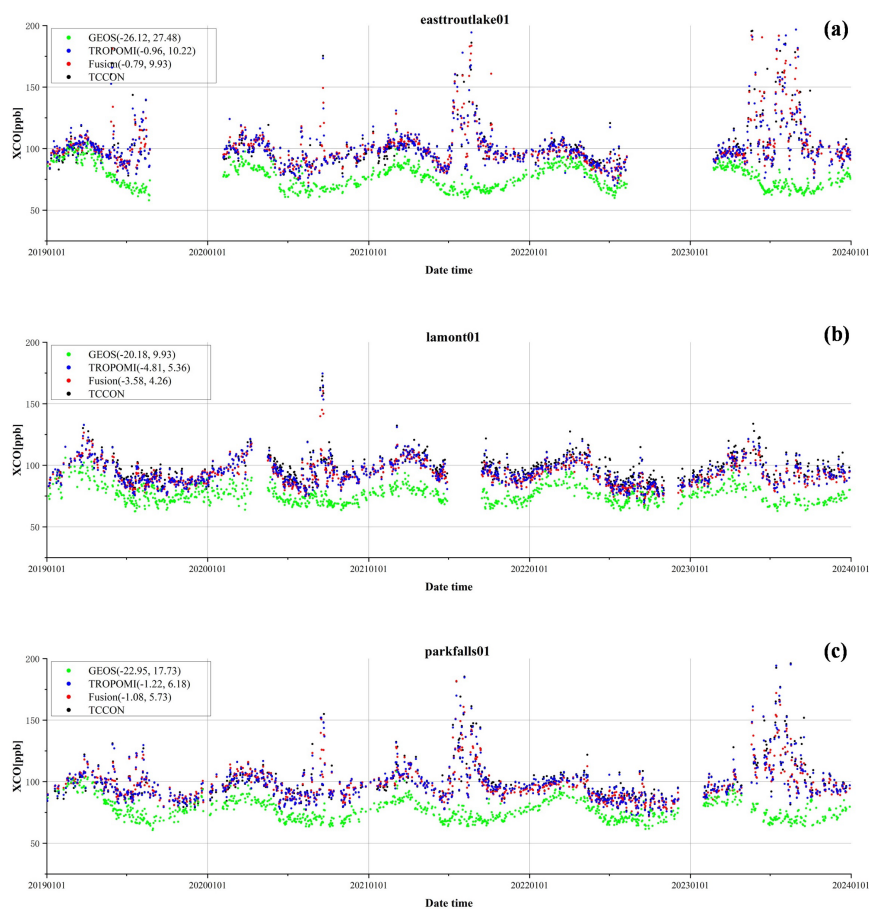 easttroutlake01
(a)
GEOS(-26.12, 27.48)
TROPOMI(-0.96, 10.22)
Fusion(-0.79, 9.93)
TCCON
XCO[ppb]
200
150
100
50
20190101 20200101 20210101 20220101 20230101 20240101
Date time
lamont01
(b)
GEOS(-20.18, 9.93)
TROPOMI(-4.81, 5.36)
Fusion(-3.58, 4.26)
TCCON
XCO[ppb]
200
150
100
50
20190101 20200101 20210101 20220101 20230101 20240101
Date time
parkfalls01
(c)
GEOS(-22.95, 17.73)
TROPOMI(-1.22, 6.18)
Fusion(-1.08, 5.73)
TCCON
XCO[ppb]
200
150
100
50
20190101 20200101 20210101 20220101 20230101 20240101
Date time